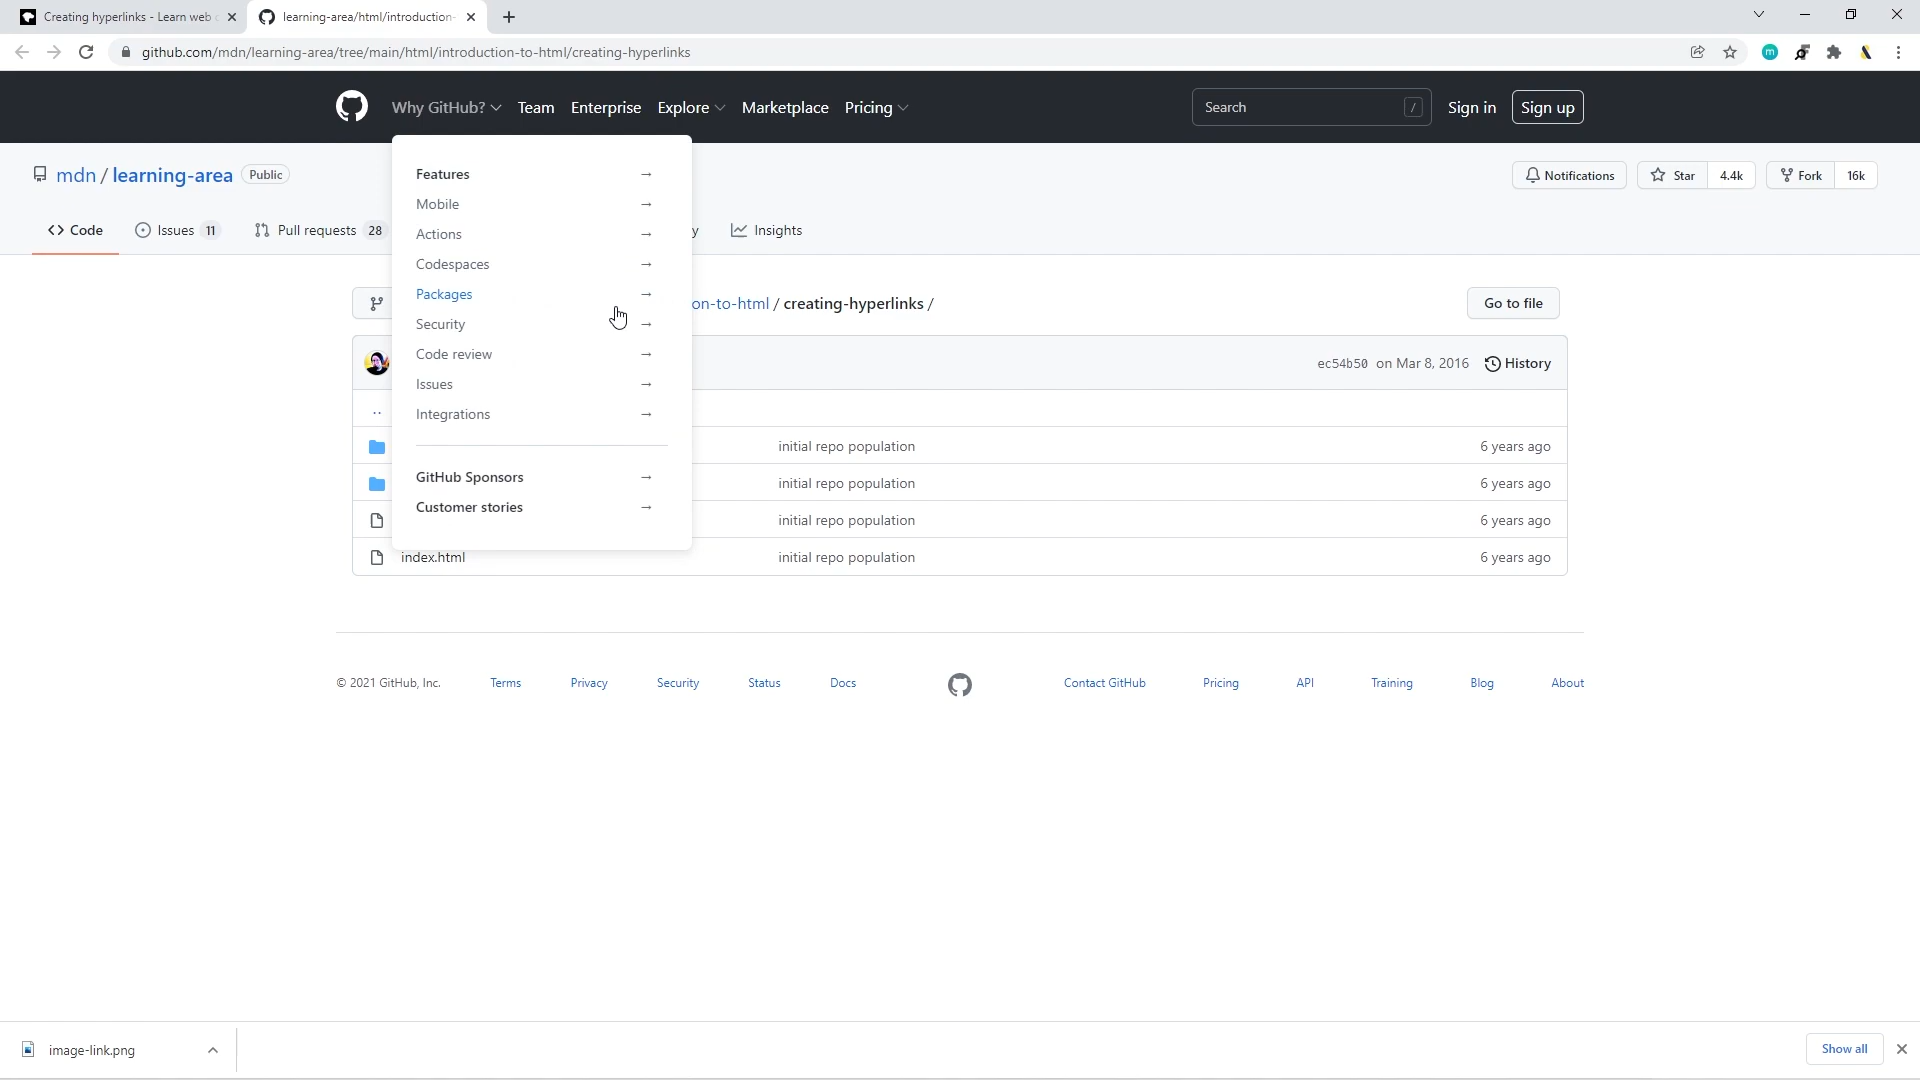 Creating hyperlinks - Learn web
learning-area/html/introduction-
github.com/mdn/learning-area/tree/main/html/introduction-to-html/creating-hyperlinks
m
Why GitHub? Team Enterprise Explore Marketplace Pricing Search / Sign in Sign up
mdn / learning-area Public Notifications Star 4.4k Fork 16k
<> Code Issues 11 Pull requests 28 y Insights
Features →
Mobile →
Actions →
Codespaces →
Packages →
Security →
Code review →
Issues →
Integrations →
GitHub Sponsors →
Customer stories →
on-to-html / creating-hyperlinks / Go to file
ec54b50 on Mar 8, 2016 History
..
initial repo population 6 years ago
initial repo population 6 years ago
initial repo population 6 years ago
index.html initial repo population 6 years ago
© 2021 GitHub, Inc. Terms Privacy Security Status Docs Contact GitHub Pricing API Training Blog About
image-link.png Show all